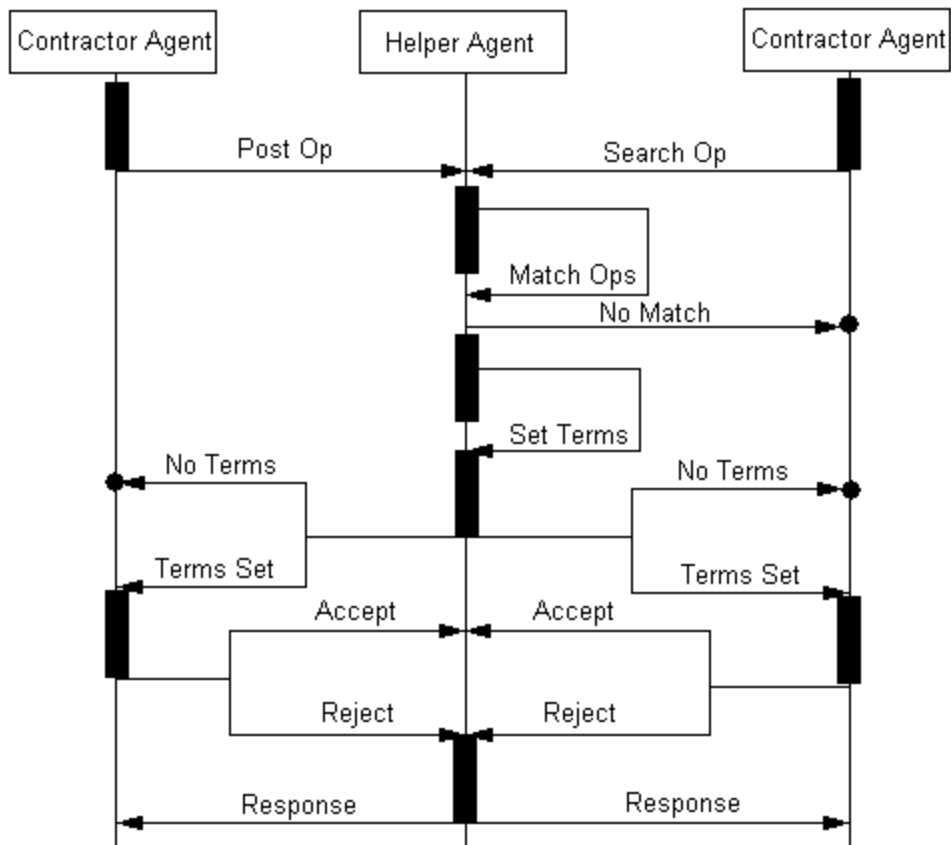 Contractor Agent
Helper Agent
Contractor Agent
Post Op
Search Op
Match Ops
No Match
Set Terms
No Terms
No Terms
Terms Set
Terms Set
Accept
Accept
Reject
Reject
Response
Response